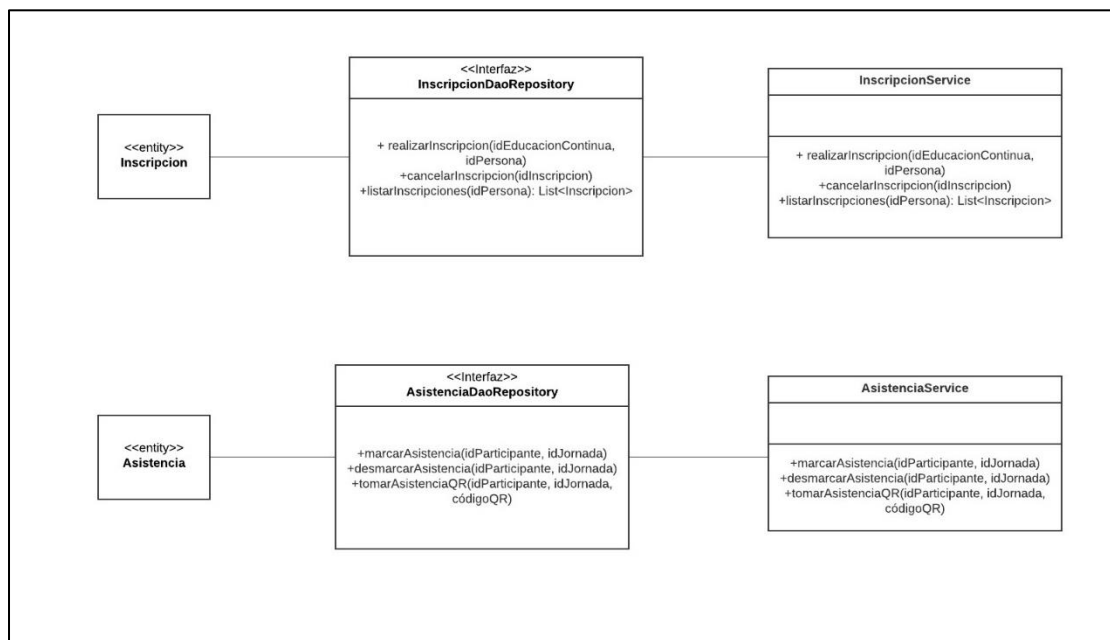 <<entity>>
Inscripcion
<<Interfaz>>
InscripcionDaoRepository
+ realizarInscripcion(idEducacionContinua,
idPersona)
+cancelarInscripcion(idInscripcion)
+listarInscripciones(idPersona): List<Inscripcion>
InscripcionService
+ realizarInscripcion(idEducacionContinua,
idPersona)
+cancelarInscripcion(idInscripcion)
+listarInscripciones(idPersona): List<Inscripcion>
<<entity>>
Asistencia
<<Interfaz>>
AsistenciaDaoRepository
+marcarAsistencia(idParticipante, idJornada)
+desmarcarAsistencia(idParticipante, idJornada)
+tomarAsistenciaQR(idParticipante, idJornada,
códigoQR)
AsistenciaService
+marcarAsistencia(idParticipante, idJornada)
+desmarcarAsistencia(idParticipante, idJornada)
+tomarAsistenciaQR(idParticipante, idJornada,
códigoQR)